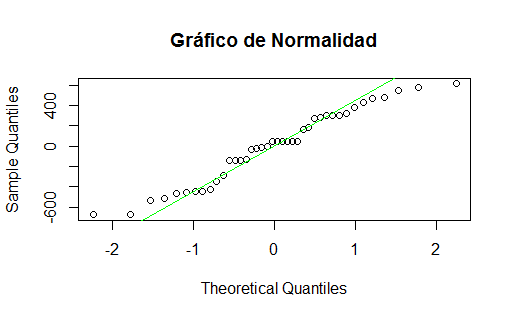 Gráfico de Normalidad
Sample Quantiles
400
0
-600
-2
-1
0
1
2
Theoretical Quantiles